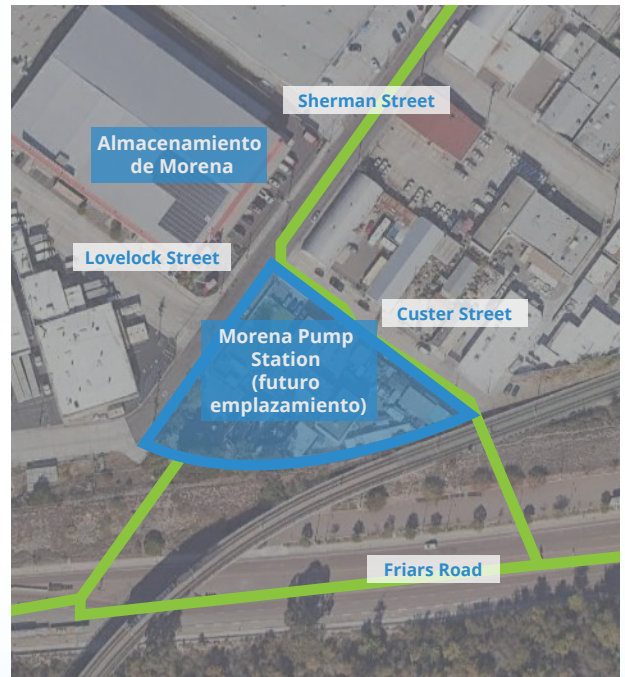 Sherman Street
Almacenamiento
de Morena
Lovelock Street
Custer Street
Morena Pump
Station
(futuro
emplazamiento)
Friars Road